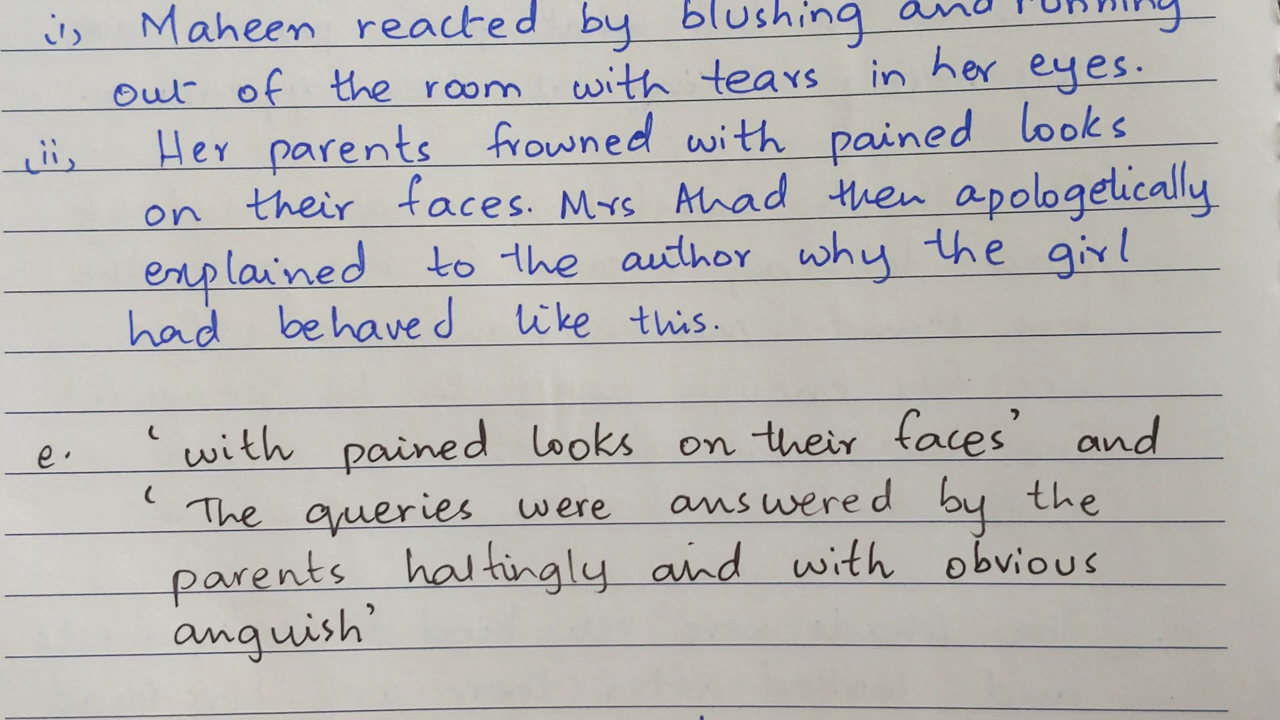 i, Maheen reacted by blushing and running
out of the room with tears in her eyes.
ii, Her parents frowned with pained looks
on their faces. Mrs Ahad then apologetically
explained to the author why the girl
had behaved like this.
e. ‘with pained looks on their faces’ and
‘The queries were answered by the
parents haltingly and with obvious
anguish’